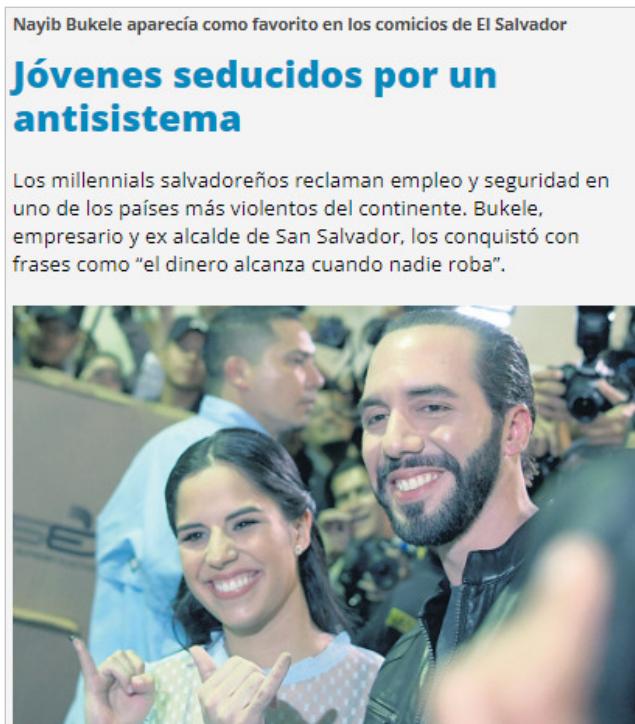 Nayib Bukele aparecía como favorito en los comicios de El Salvador
Jóvenes seducidos por un
antisistema
Los millennials salvadoreños reclaman empleo y seguridad en
uno de los países más violentos del continente. Bukele,
empresario y ex alcalde de San Salvador, los conquistó con
frases como “el dinero alcanza cuando nadie roba”.